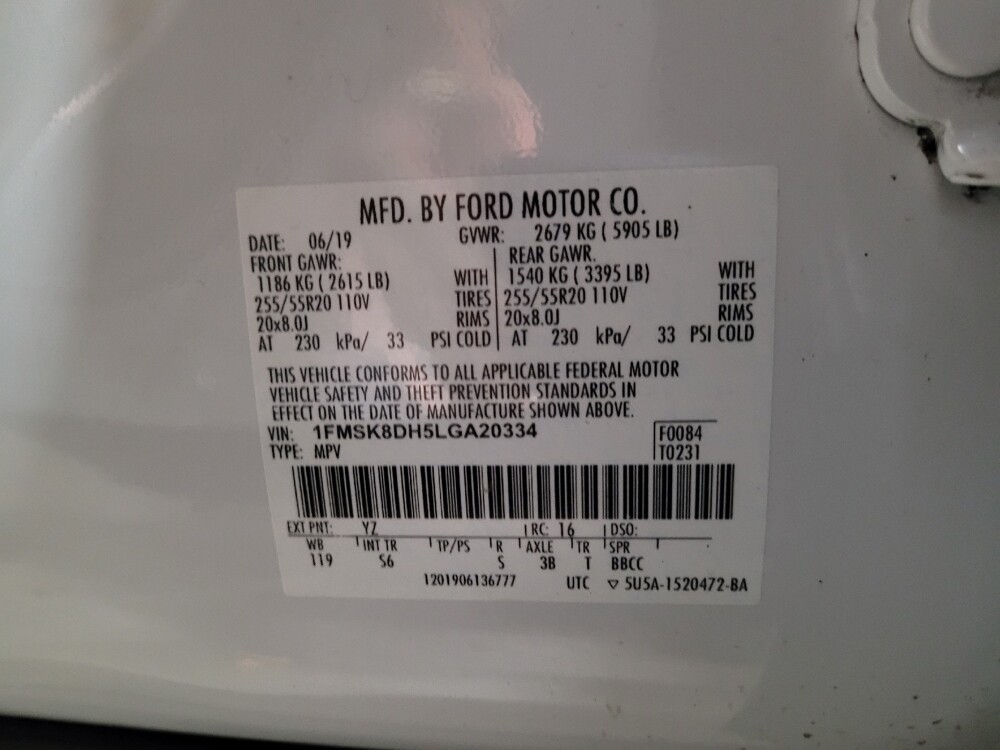 MFD. BY FORD MOTOR CO.
DATE: 06/19 GVWR: 2679 KG ( 5905 LB)
FRONT GAWR: REAR GAWR.
1186 KG ( 2615 LB) WITH 1540 KG ( 3395 LB) WITH
255/55R20 110V TIRES 255/55R20 110V TIRES
20x8.0J RIMS 20x8.0J RIMS
AT 230 kPa/ 33 PSI COLD AT 230 kPa/ 33 PSI COLD
THIS VEHICLE CONFORMS TO ALL APPLICABLE FEDERAL MOTOR
VEHICLE SAFETY AND THEFT PREVENTION STANDARDS IN
EFFECT ON THE DATE OF MANUFACTURE SHOWN ABOVE.
VIN: 1FMSK8DH5LGA20334 F0084
TYPE: MPV T0231
EXT PNT: YZ RC: 16 DSO:
WB INT TR TP/PS R AXLE TR SPR
119 S6 S 3B T BBCC
1201906136777 UTC ▽ 5U5A-1520472-BA